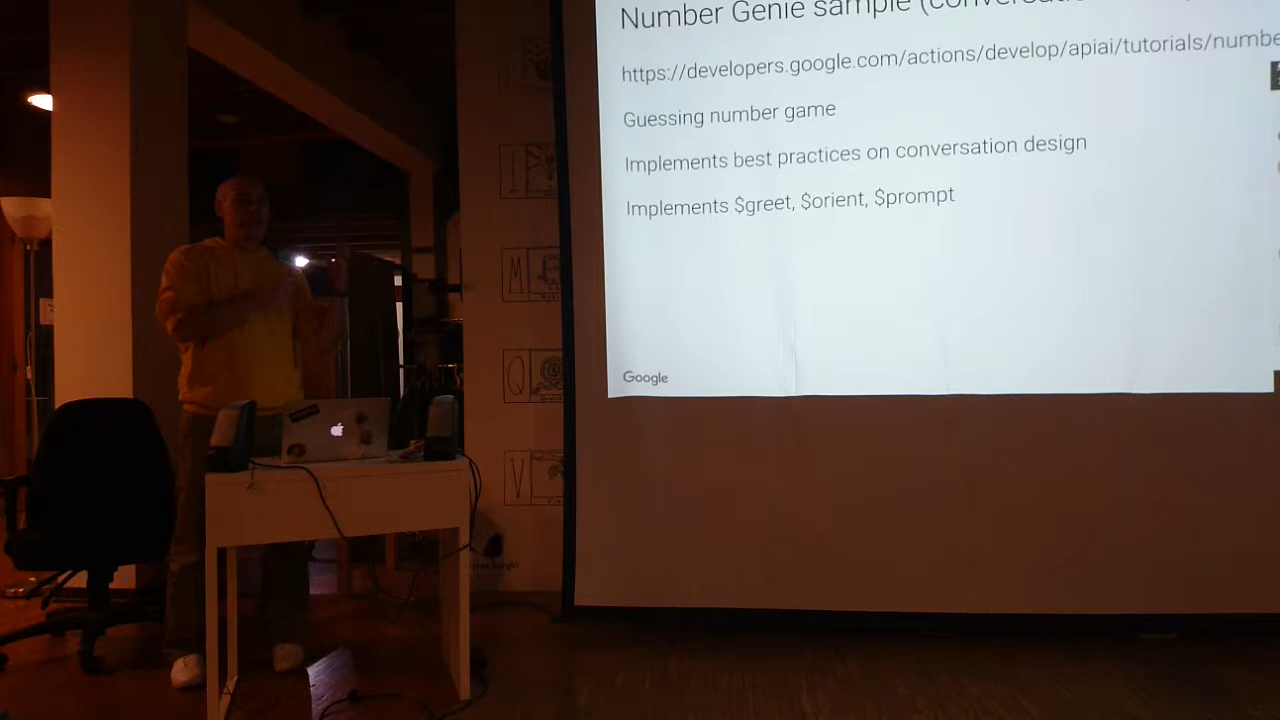 Number Genie sample
https://developers.google.com/actions/develop/apiai/tutorials/numbe
Guessing number game
Implements best practices on conversation design
Implements $greet, $orient, $prompt
Google
I
M
Q
V